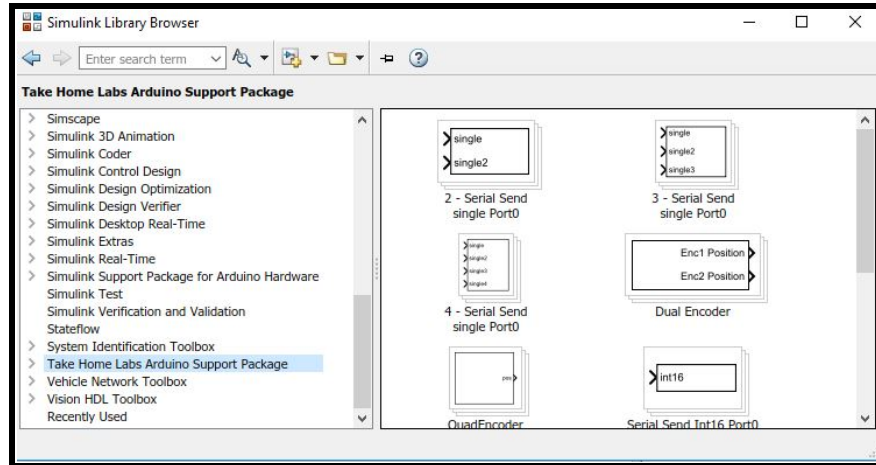 Simulink Library Browser
Enter search term
Take Home Labs Arduino Support Package
Simscape
Simulink 3D Animation
Simulink Coder
Simulink Control Design
Simulink Design Optimization
Simulink Design Verifier
Simulink Desktop Real-Time
Simulink Extras
Simulink Real-Time
Simulink Support Package for Arduino Hardware
Simulink Test
Simulink Verification and Validation
Stateflow
System Identification Toolbox
Take Home Labs Arduino Support Package
Vehicle Network Toolbox
Vision HDL Toolbox
Recently Used
single
single2
2 - Serial Send
single Port0
single
single2
single3
3 - Serial Send
single Port0
single
single2
single3
single4
4 - Serial Send
single Port0
Enc1 Position
Enc2 Position
Dual Encoder
pos
QuadEncoder
int16
Serial Send Int16 Port0